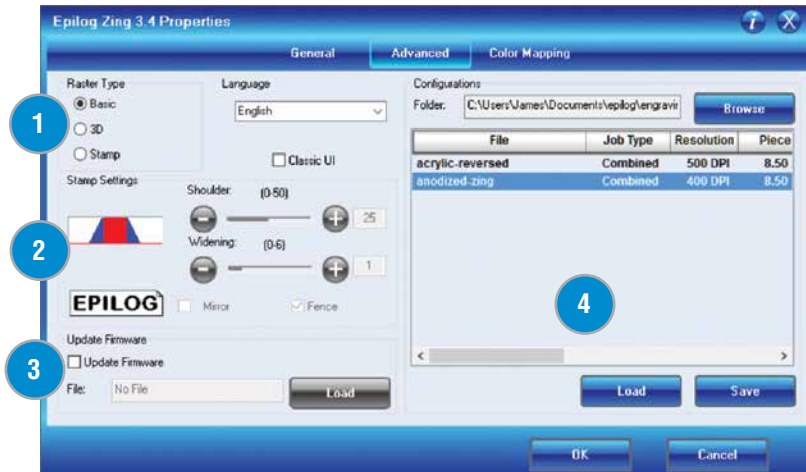 Epilog Zing 3.4 Properties
i X
General Advanced Color Mapping
1
Raster Type
Basic
3D
Stamp
Language
English
Classic UI
2
Stamp Settings
Shoulder: (0-50)
25
Widening: (0-6)
1
EPILOG
Mirror
Fence
3
Update Firmware
Update Firmware
File: No File Load
Configurations
Folder: C:\Users\James\Documents\epilog\engravir Browse
File Job Type Resolution Piece
acrylic-reversed Combined 500 DPI 8.50
anodized-zing Combined 400 DPI 8.50
4
Load Save
OK Cancel